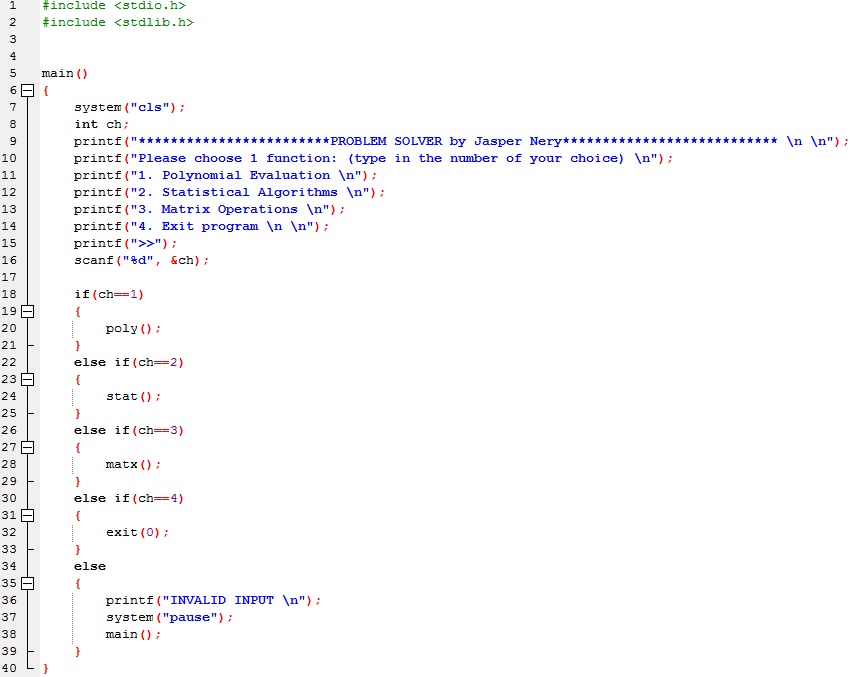 1 #include <stdio.h>
2 #include <stdlib.h>
3
4
5 main()
6 {
7 system("cls");
8 int ch;
9 printf("************************PROBLEM SOLVER by Jasper Nery*************************** \n \n");
10 printf("Please choose 1 function: (type in the number of your choice) \n");
11 printf("1. Polynomial Evaluation \n");
12 printf("2. Statistical Algorithms \n");
13 printf("3. Matrix Operations \n");
14 printf("4. Exit program \n \n");
15 printf(">>");
16 scanf("%d", &ch);
17
18 if(ch==1)
19 {
20 poly();
21 }
22 else if(ch==2)
23 {
24 stat();
25 }
26 else if(ch==3)
27 {
28 matx();
29 }
30 else if(ch==4)
31 {
32 exit(0);
33 }
34 else
35 {
36 printf("INVALID INPUT \n");
37 system("pause");
38 main();
39 }
40 }